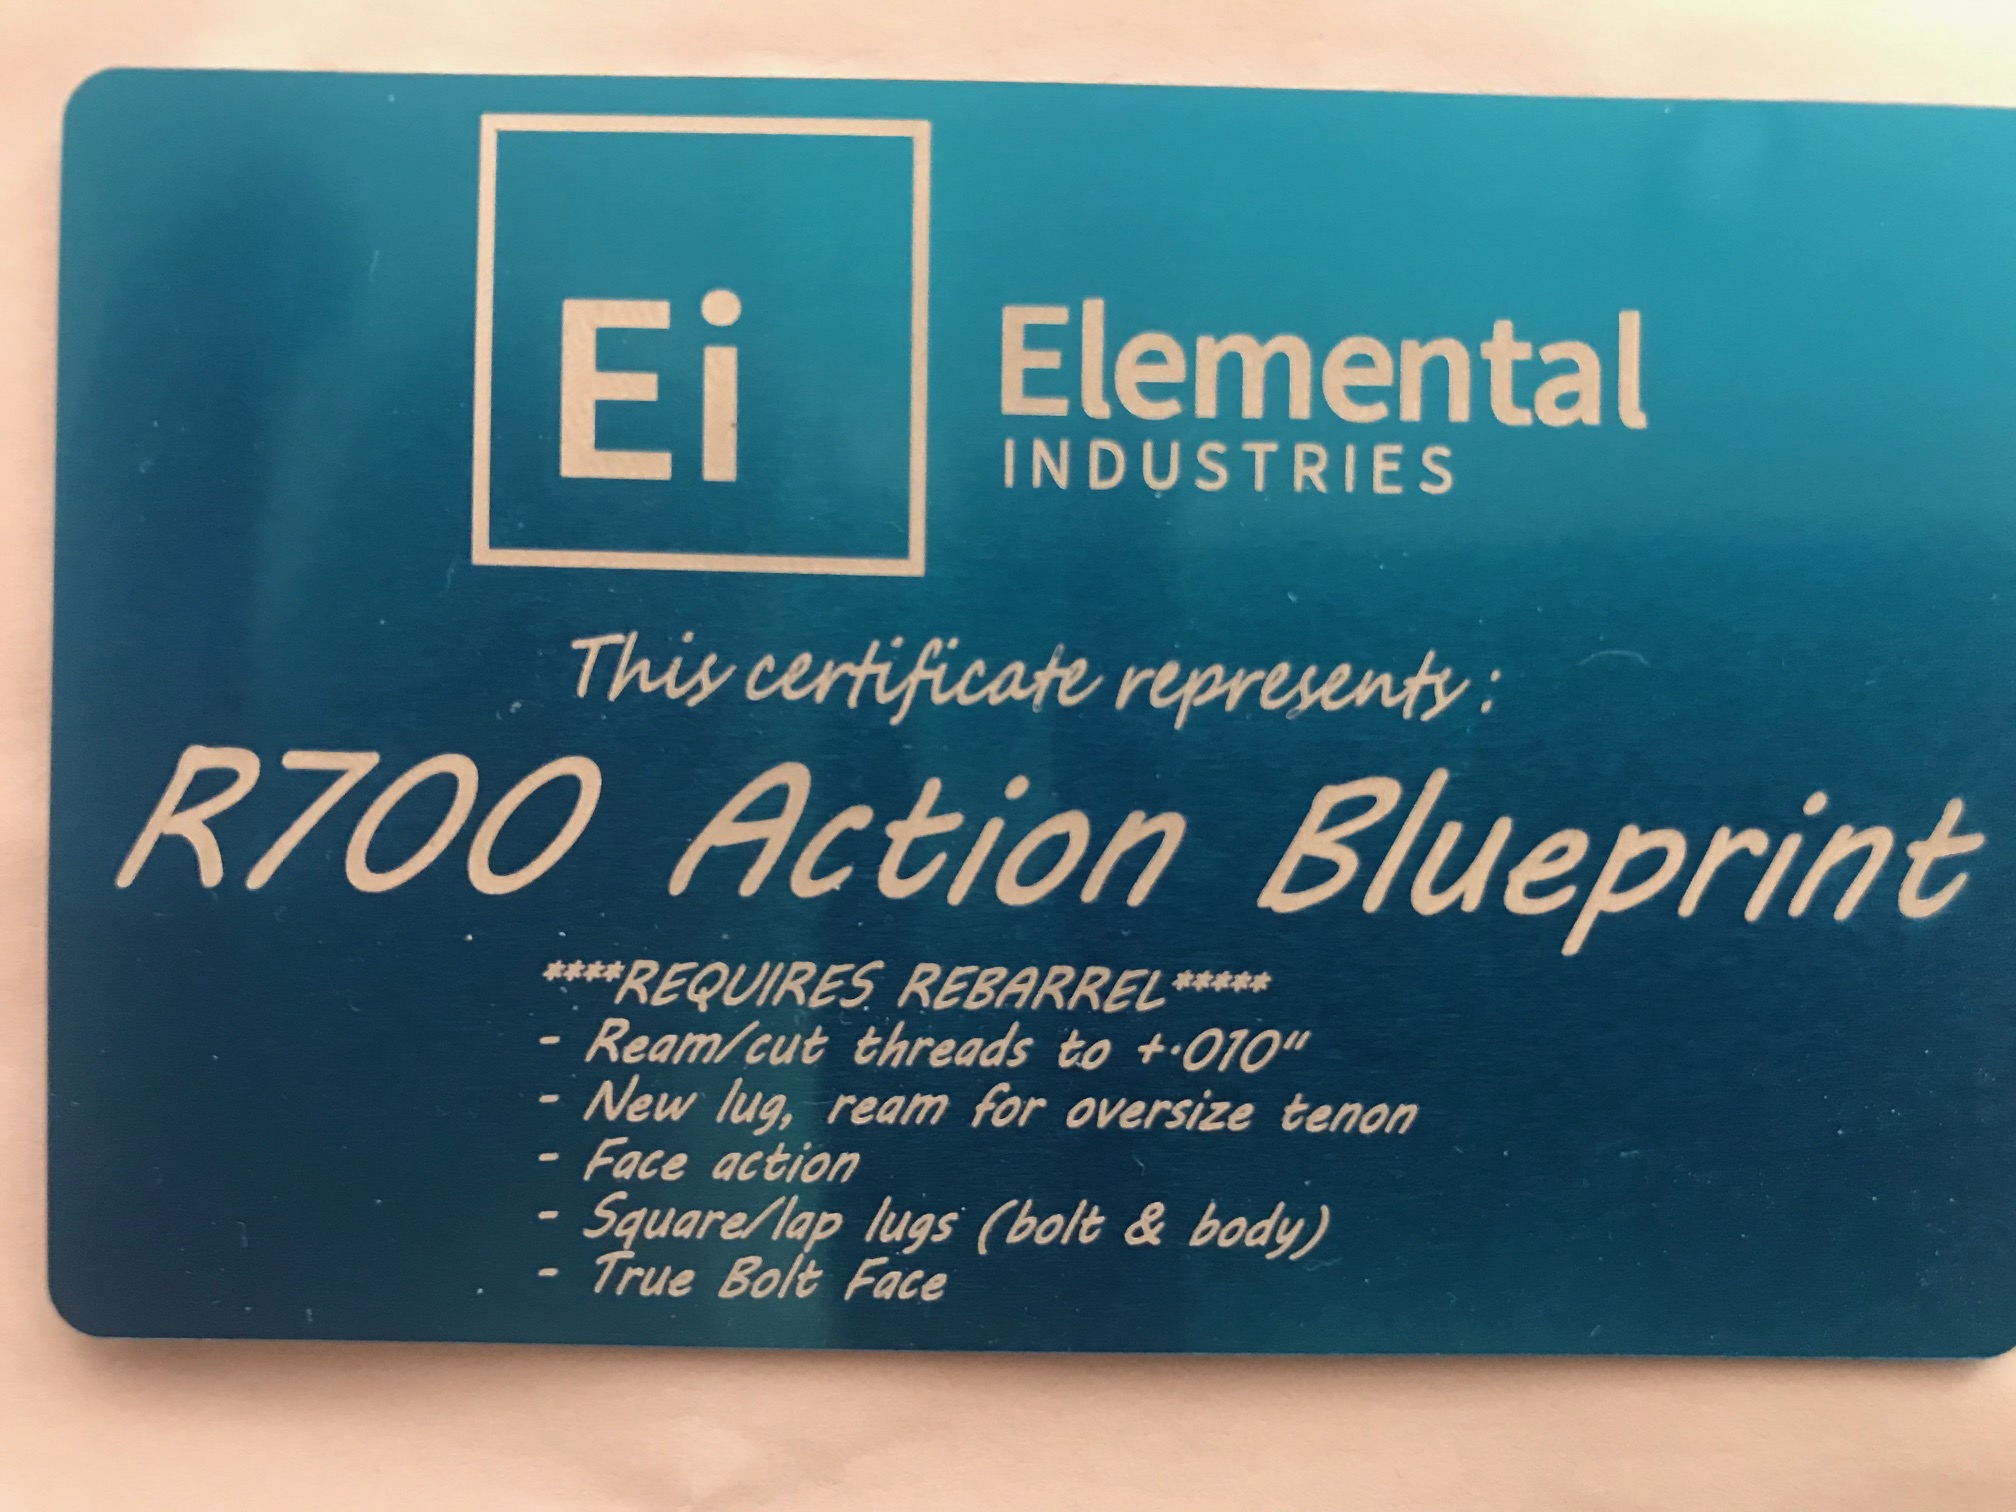 Ei
Elemental
INDUSTRIES
This certificate represents :
R700 Action Blueprint
****REQUIRES REBARREL*****
- Ream/cut threads to +.010"
- New lug, ream for oversize tenon
- Face action
- Square/lap lugs (bolt & body)
- True Bolt Face